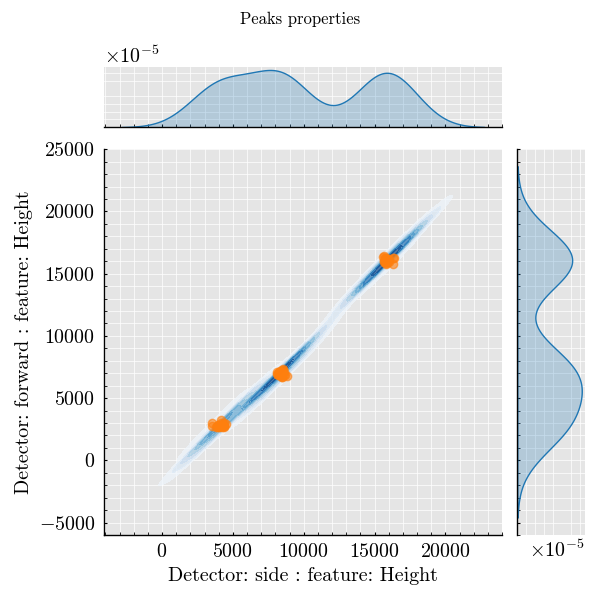 Peaks properties
×10⁻⁵
25000
20000
15000
10000
5000
0
−5000
Detector: forward : feature: Height
0 5000 10000 15000 20000
×10⁻⁵
Detector: side : feature: Height